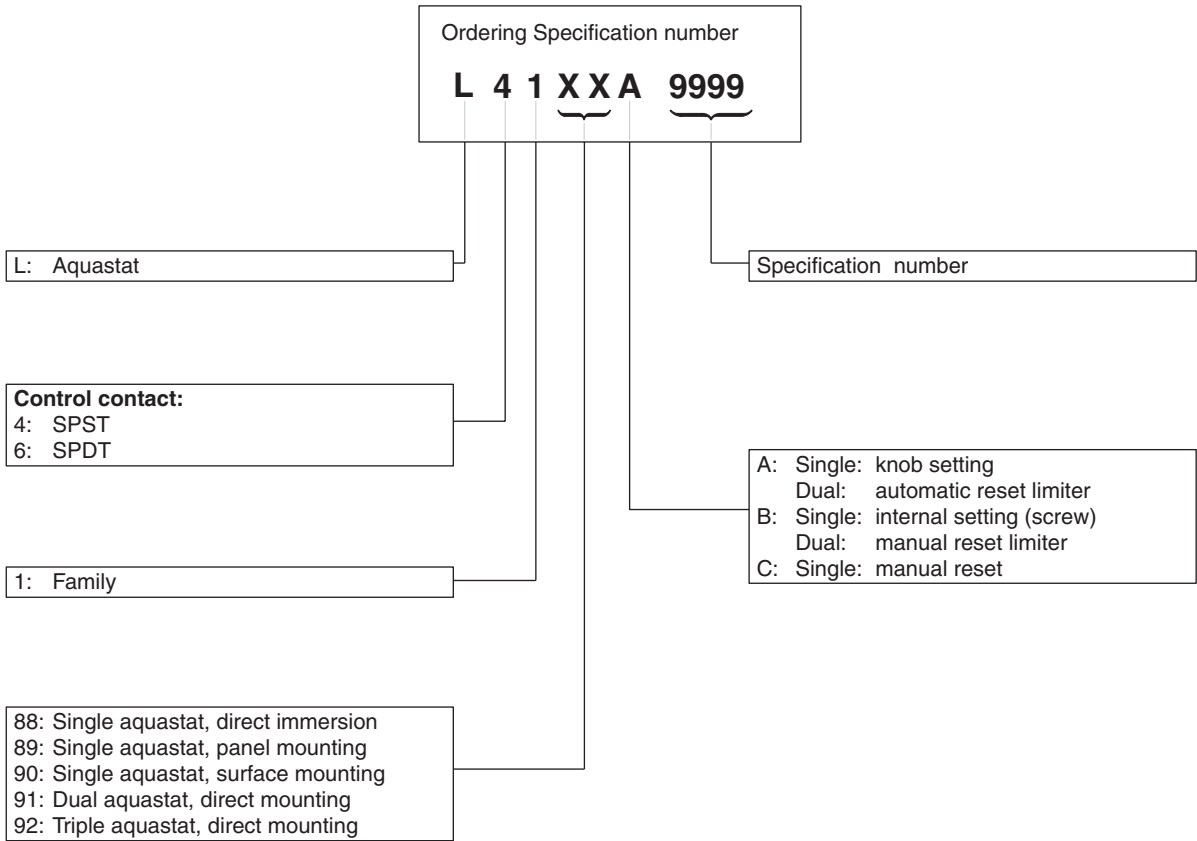 Ordering Specification number
L 4 1 X X A 9999
L: Aquastat
Specification number
Control contact:
4: SPST
6: SPDT
A: Single: knob setting
Dual: automatic reset limiter
B: Single: internal setting (screw)
Dual: manual reset limiter
C: Single: manual reset
1: Family
88: Single aquastat, direct immersion
89: Single aquastat, panel mounting
90: Single aquastat, surface mounting
91: Dual aquastat, direct mounting
92: Triple aquastat, direct mounting